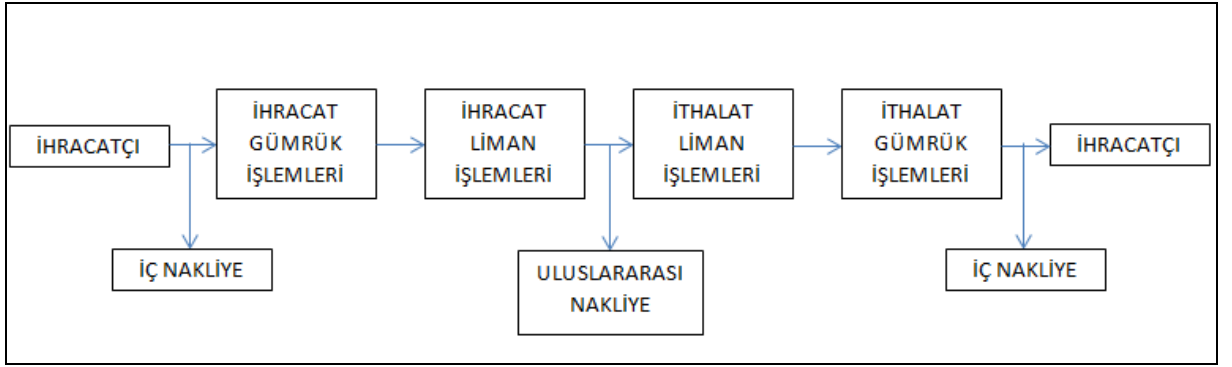 İHRACATÇI
İHRACAT
GÜMRÜK
İŞLEMLERİ
İHRACAT
LİMAN
İŞLEMLERİ
İTHALAT
LİMAN
İŞLEMLERİ
İTHALAT
GÜMRÜK
İŞLEMLERİ
İHRACATÇI
İÇ NAKLİYE
ULUSLARARASI
NAKLİYE
İÇ NAKLİYE